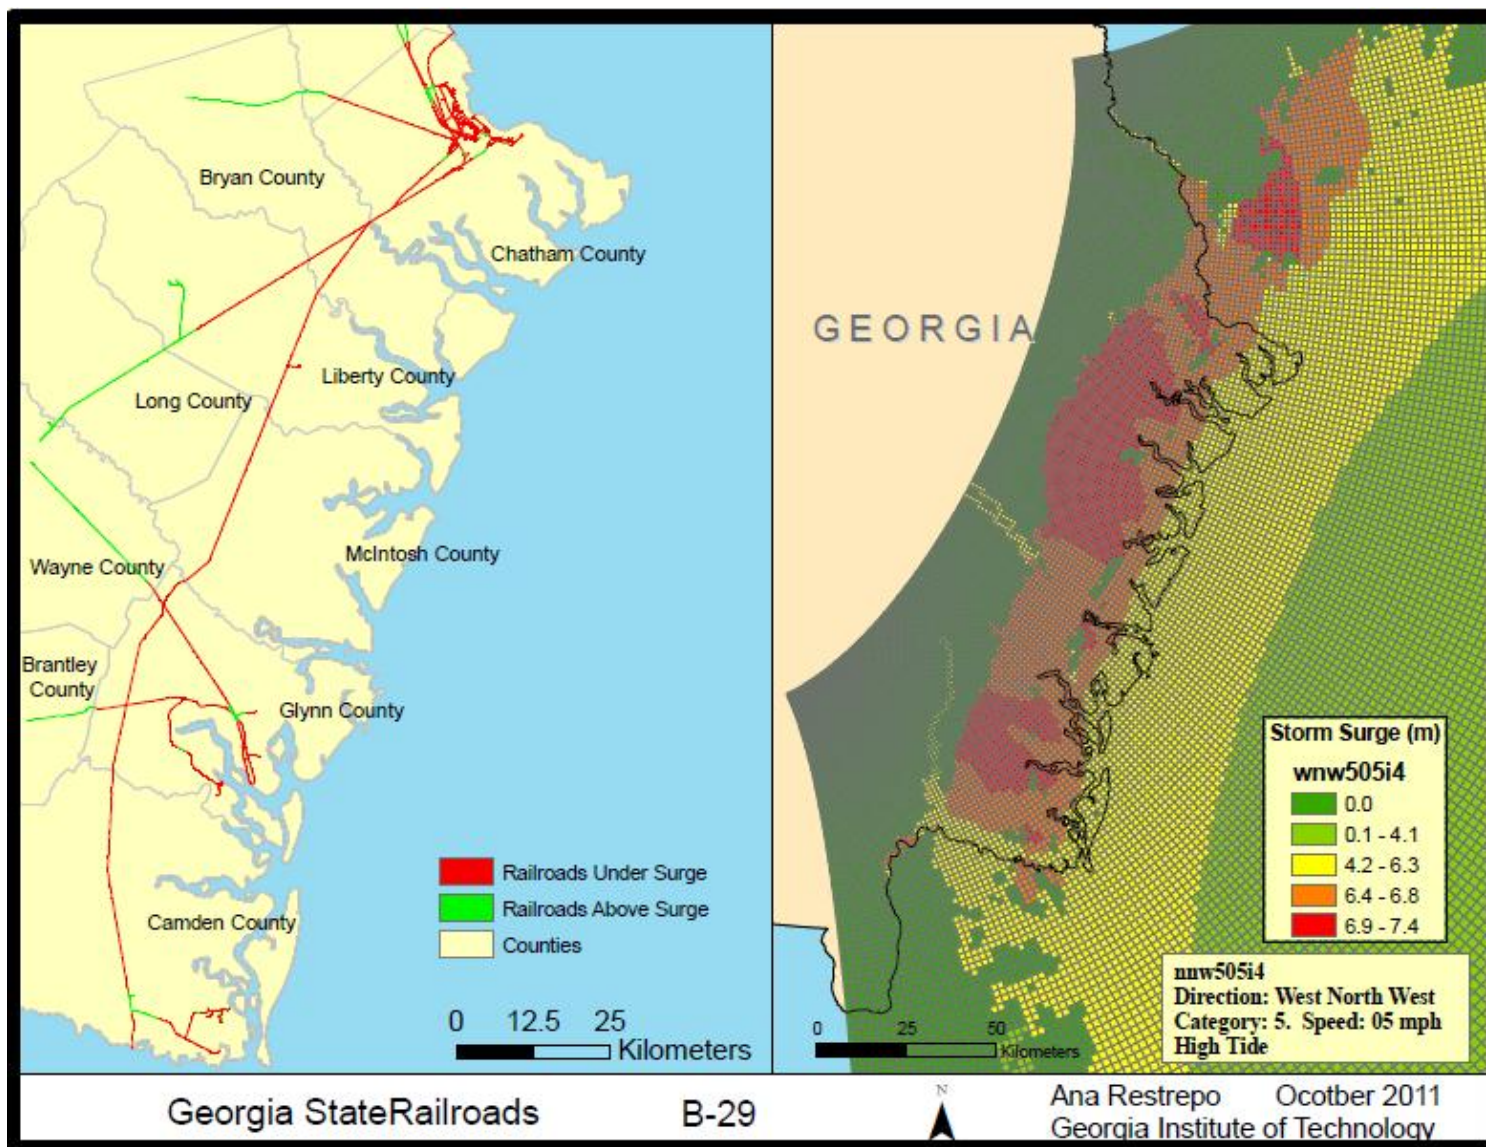 Bryan County
Chatham County
Liberty County
Long County
McIntosh County
Wayne County
Brantley
County
Glynn County
Camden County
Railroads Under Surge
Railroads Above Surge
Counties
0 12.5 25
Kilometers
GEORGIA
Storm Surge (m)
wnw505i4
0.0
0.1 - 4.1
4.2 - 6.3
6.4 - 6.8
6.9 - 7.4
nnw505i4
Direction: West North West
Category: 5. Speed: 05 mph
High Tide
0 25 50
Kilometers
Georgia StateRailroads
B-29
N
Ana Restrepo Ocotber 2011
Georgia Institute of Technology